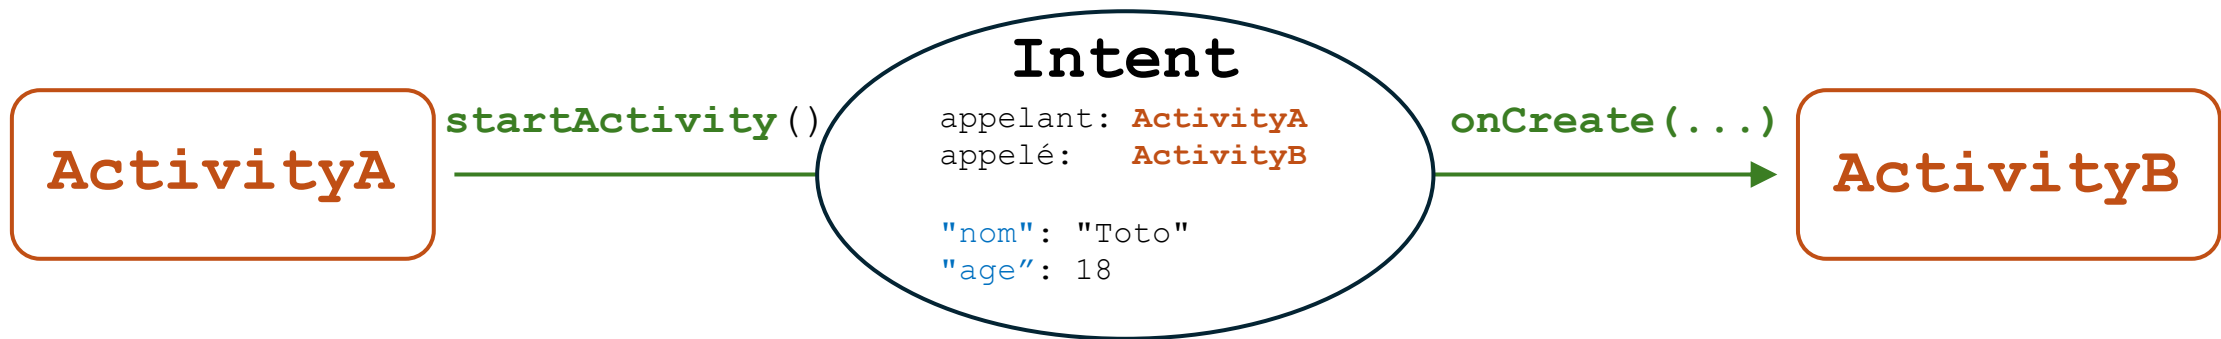 ActivityA
startActivity()
Intent
appelant: ActivityA
appelé: ActivityB
"nom": "Toto"
"age”: 18
onCreate(...)
ActivityB